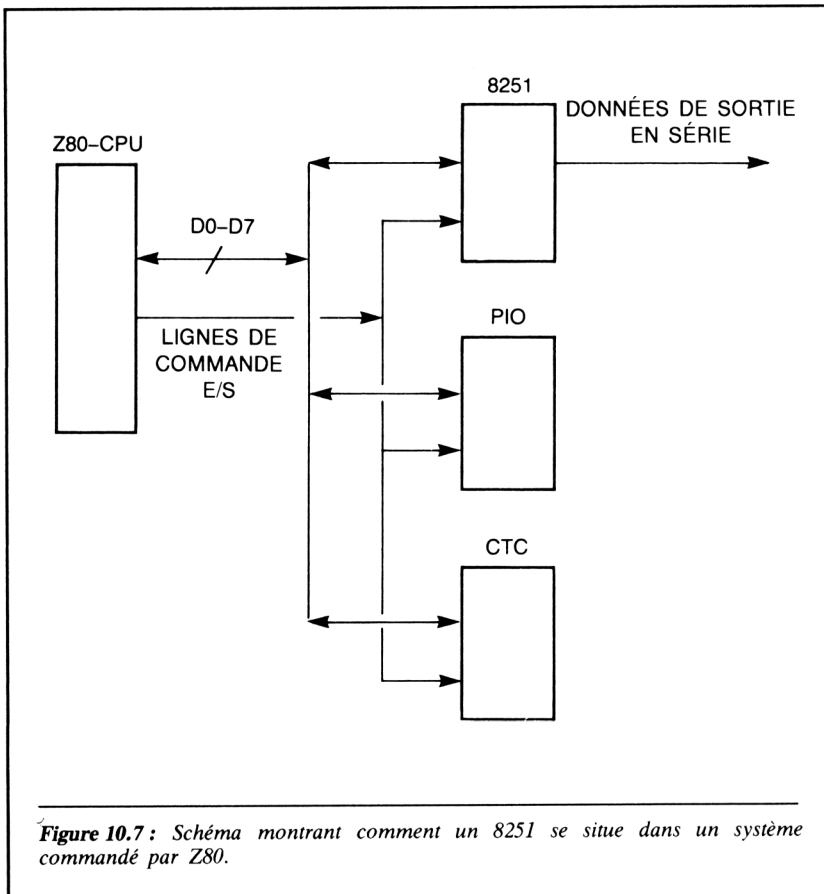 8251
DONNÉES DE SORTIE
EN SÉRIE
Z80–CPU
D0–D7
LIGNES DE
COMMANDE
E/S
PIO
CTC
Figure 10.7 : Schéma montrant comment un 8251 se situe dans un système
commandé par Z80.